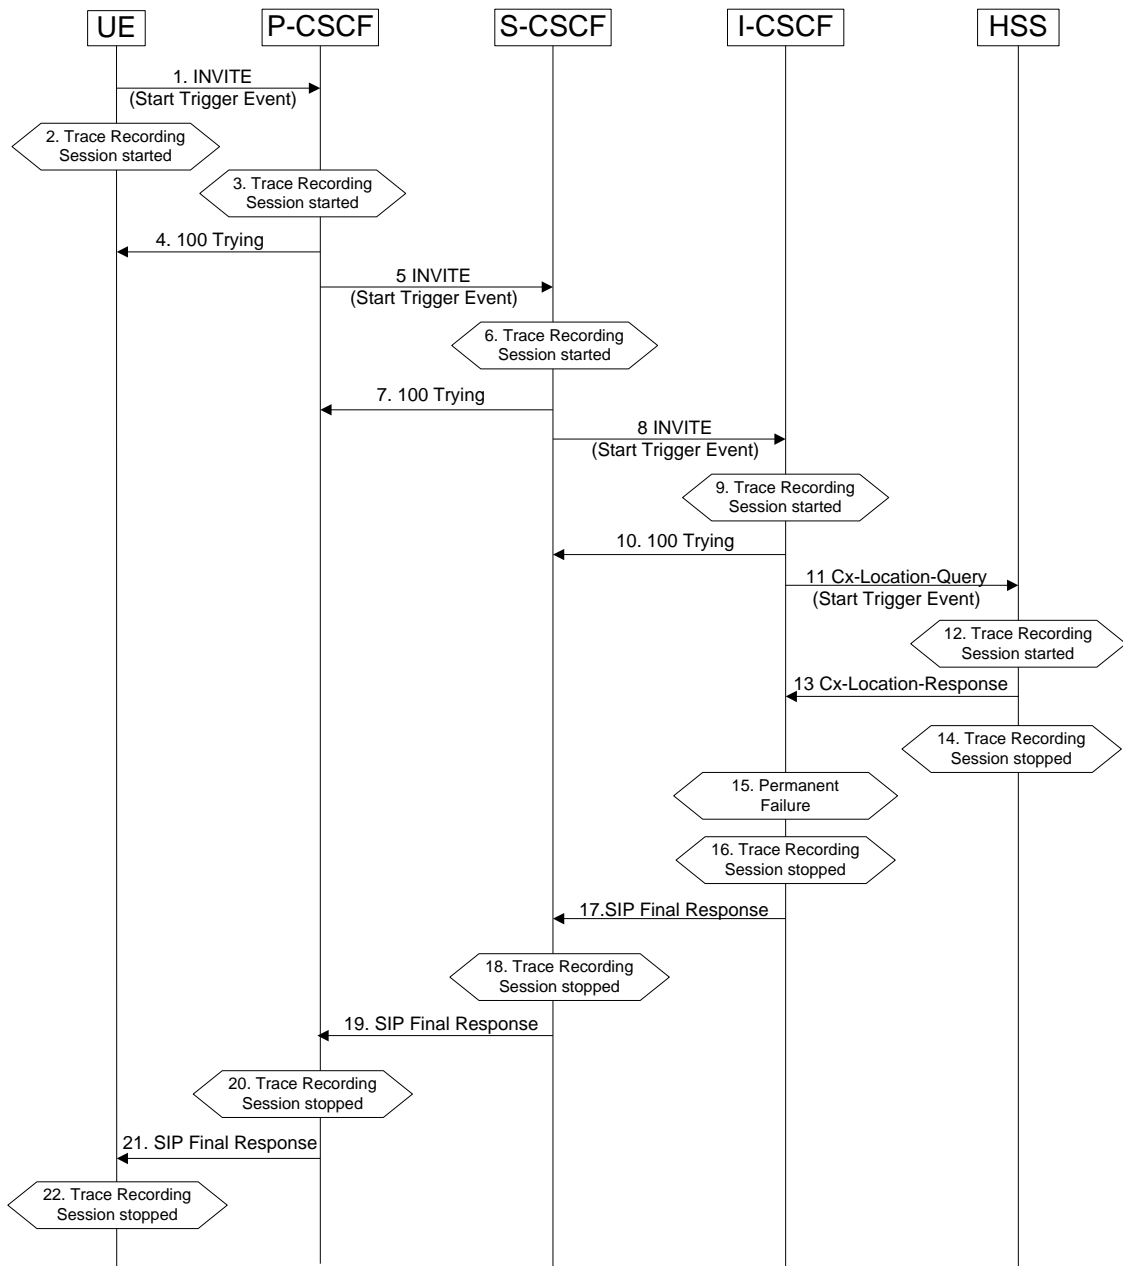 UE
P-CSCF
S-CSCF
I-CSCF
HSS
1. INVITE
(Start Trigger Event)
2. Trace Recording
Session started
3. Trace Recording
Session started
4. 100 Trying
5 INVITE
(Start Trigger Event)
6. Trace Recording
Session started
7. 100 Trying
8 INVITE
(Start Trigger Event)
9. Trace Recording
Session started
10. 100 Trying
11 Cx-Location-Query
(Start Trigger Event)
12. Trace Recording
Session started
13 Cx-Location-Response
14. Trace Recording
Session stopped
15. Permanent
Failure
16. Trace Recording
Session stopped
17.SIP Final Response
18. Trace Recording
Session stopped
19. SIP Final Response
20. Trace Recording
Session stopped
21. SIP Final Response
22. Trace Recording
Session stopped